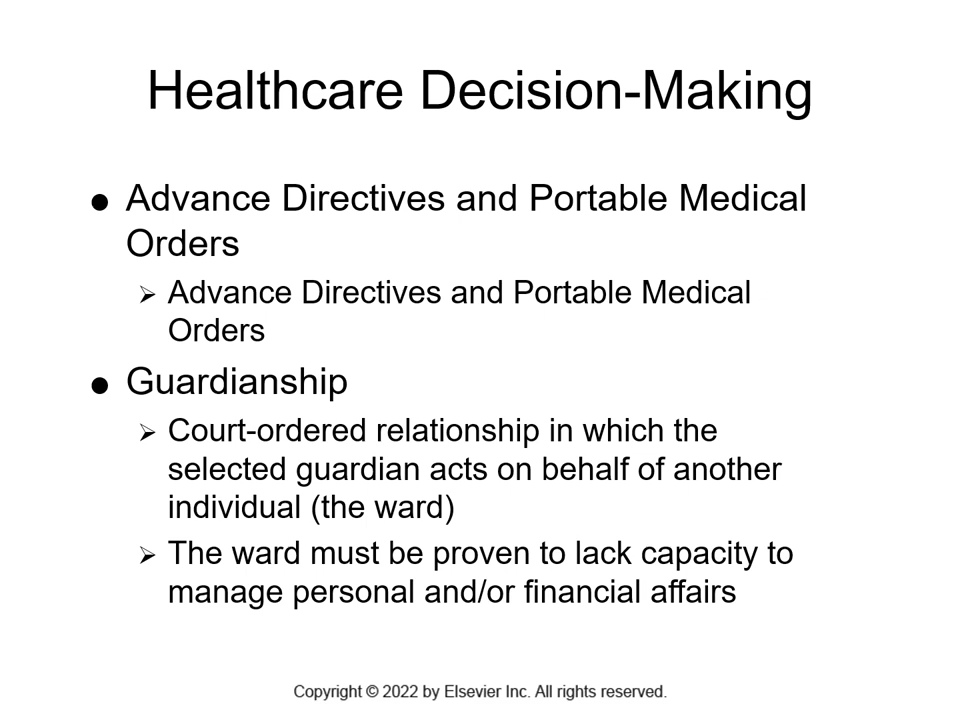 Healthcare Decision-Making
● Advance Directives and Portable Medical
Orders
➢ Advance Directives and Portable Medical
Orders
● Guardianship
➢ Court-ordered relationship in which the
selected guardian acts on behalf of another
individual (the ward)
➢ The ward must be proven to lack capacity to
manage personal and/or financial affairs
Copyright © 2022 by Elsevier Inc. All rights reserved.